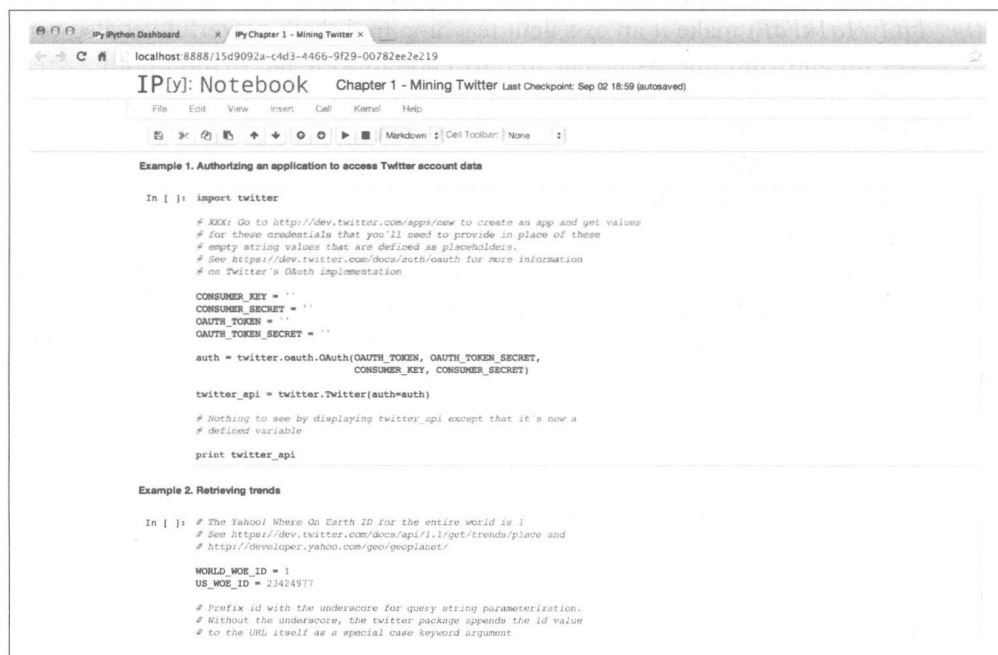 IPy IPython Dashboard × IPy Chapter 1 - Mining Twitter ×
localhost:8888/15d9092a-c4d3-4466-9f29-00782ee2e219
IP[y]: Notebook Chapter 1 - Mining Twitter Last Checkpoint: Sep 02 18:59 (autosaved)
File Edit View Insert Cell Kernel Help
Markdown Cell Toolbar: None
Example 1. Authorizing an application to access Twitter account data
In [ ]: import twitter
# XXX: Go to http://dev.twitter.com/apps/new to create an app and get values
# for these credentials that you'll need to provide in place of these
# empty string values that are defined as placeholders.
# See https://dev.twitter.com/docs/auth/oauth for more information
# on Twitter's OAuth implementation
CONSUMER_KEY = ''
CONSUMER_SECRET = ''
OAUTH_TOKEN = ''
OAUTH_TOKEN_SECRET = ''
auth = twitter.oauth.OAuth(OAUTH_TOKEN, OAUTH_TOKEN_SECRET,
CONSUMER_KEY, CONSUMER_SECRET)
twitter_api = twitter.Twitter(auth=auth)
# Nothing to see by displaying twitter_api except that it's now a
# defined variable
print twitter_api
Example 2. Retrieving trends
In [ ]: # The Yahoo! Where On Earth ID for the entire world is 1
# See https://dev.twitter.com/docs/api/1.1/get/trends/place and
# http://developer.yahoo.com/geo/geoplanet/
WORLD_WOE_ID = 1
US_WOE_ID = 23424977
# Prefix id with the underscore for query string parameterization.
# Without the underscore, the twitter package appends the id value
# to the URL itself as a special case keyword argument